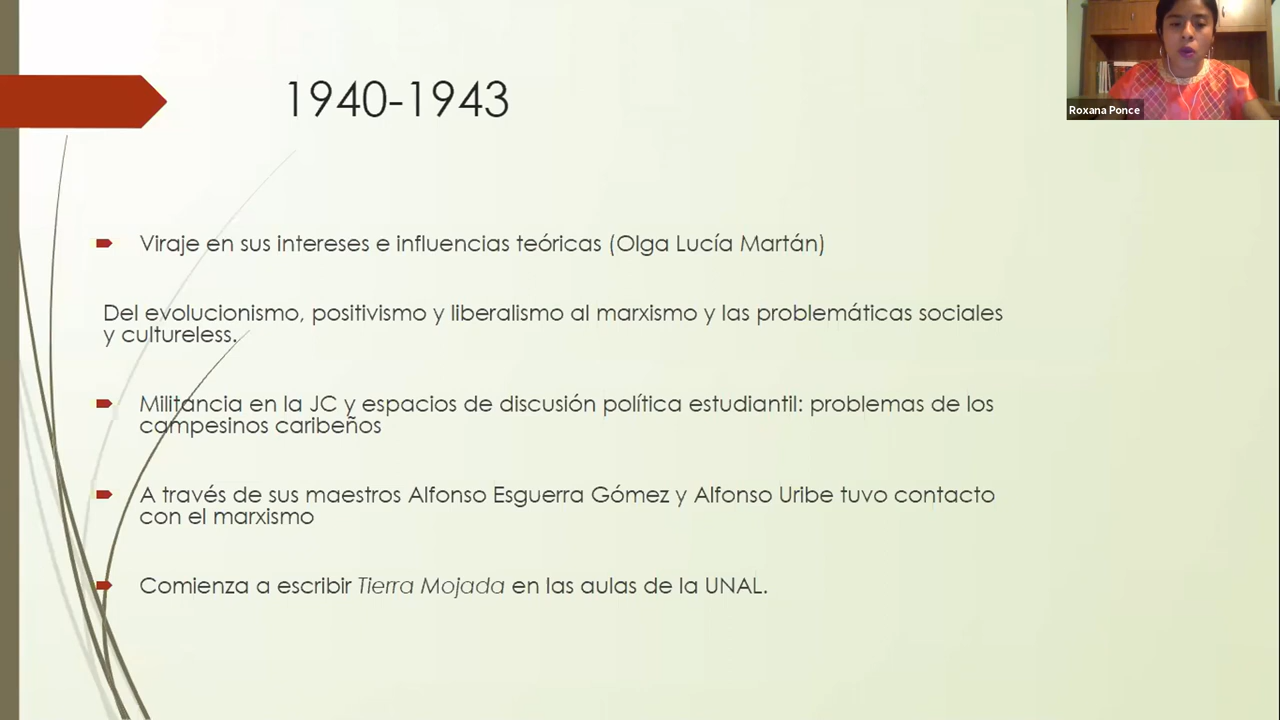 1940-1943
Roxana Ponce
Viraje en sus intereses e influencias teóricas (Olga Lucía Martán)
Del evolucionismo, positivismo y liberalismo al marxismo y las problemáticas sociales
y cultureless.
Militancia en la JC y espacios de discusión política estudiantil: problemas de los
campesinos caribeños
A través de sus maestros Alfonso Esguerra Gómez y Alfonso Uribe tuvo contacto
con el marxismo
Comienza a escribir Tierra Mojada en las aulas de la UNAL.